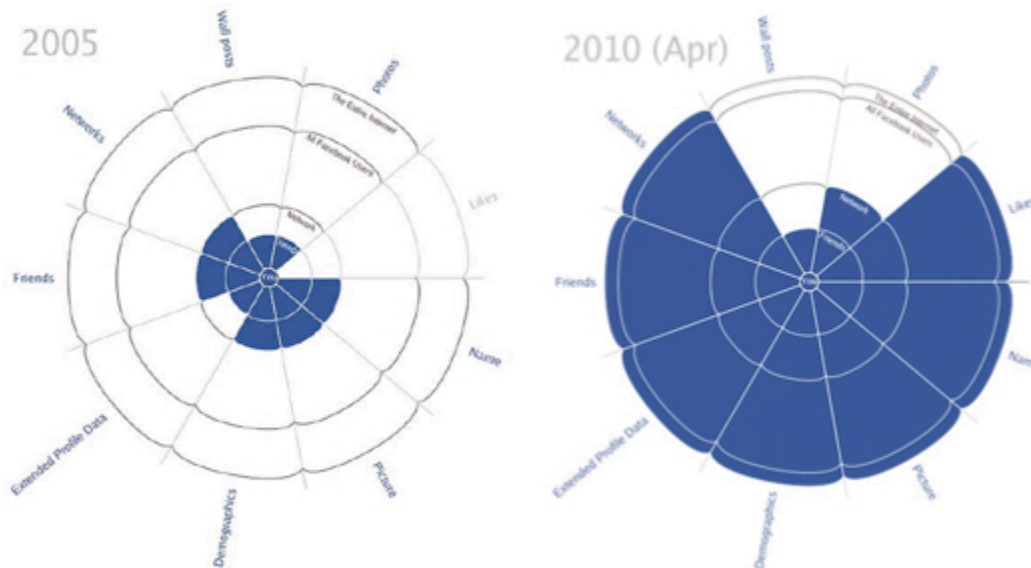 2005
Wall posts
Photos
Networks
The Entire Internet
All Facebook Users
Likes
Network
Friends
You
Friends
Name
Extended Profile Data
Picture
Demographics
2010 (Apr)
Wall posts
Photos
Networks
The Entire Internet
All Facebook Users
Likes
Network
Friends
You
Friends
Nam
Extended Profile Data
Picture
Demographics